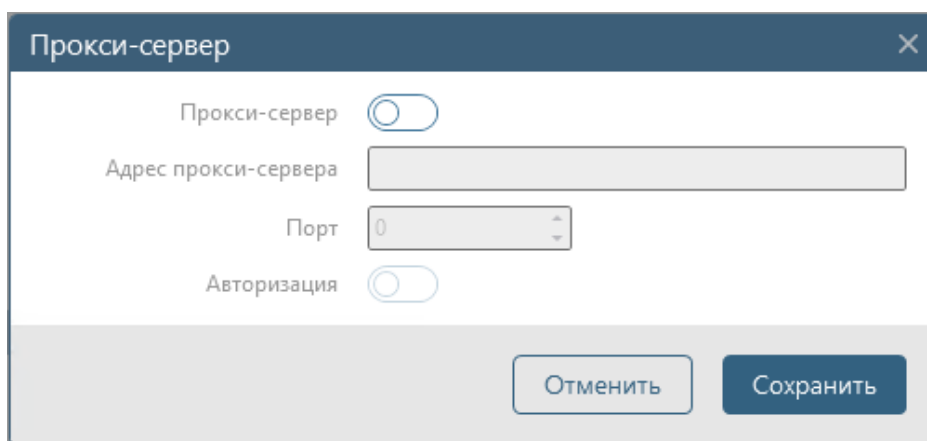 Прокси-сервер
Прокси-сервер
Адрес прокси-сервера
Порт 0
Авторизация
Отменить Сохранить